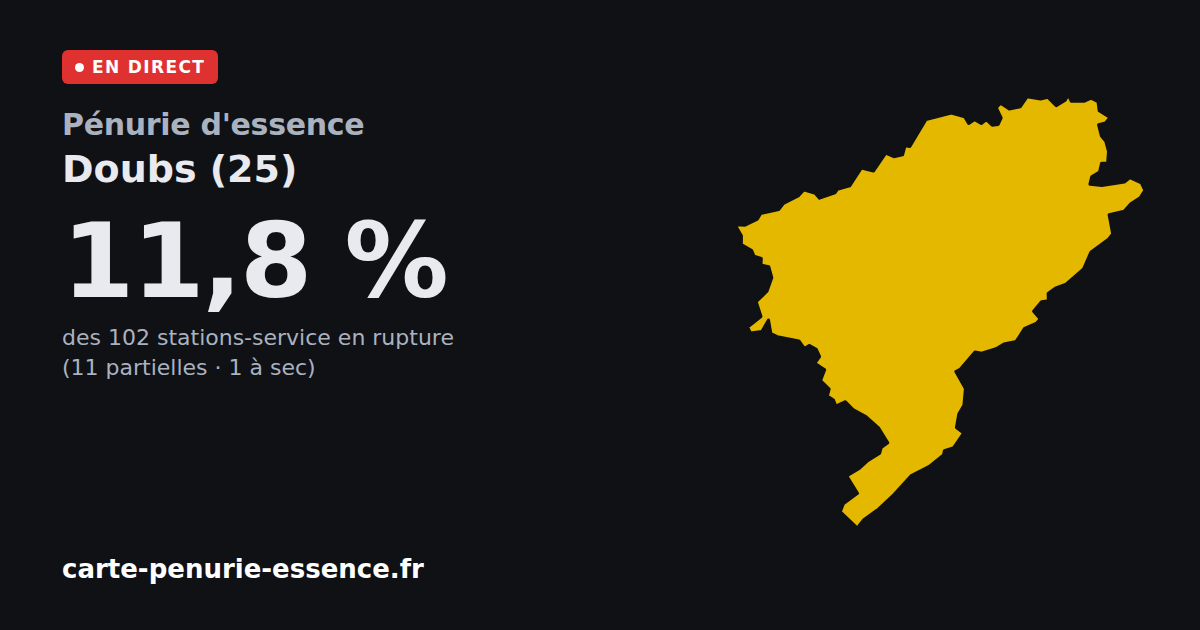 EN DIRECT
Pénurie d'essence
Doubs (25)
11,8 %
des 102 stations-service en rupture
(11 partielles · 1 à sec)
carte-penurie-essence.fr